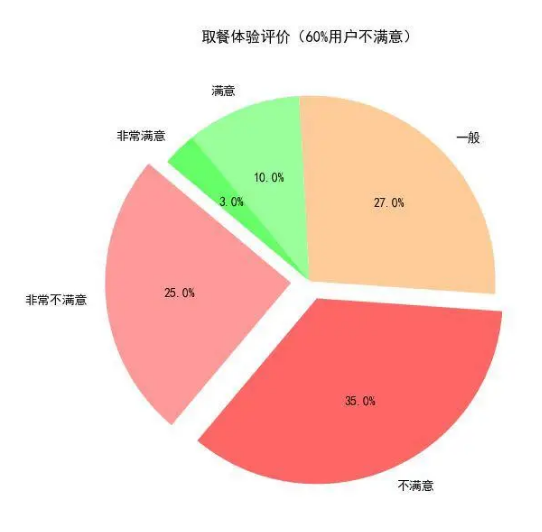 取餐体验评价（60%用户不满意）
满意
非常满意
一般
10.0%
3.0%
27.0%
25.0%
非常不满意
35.0%
不满意